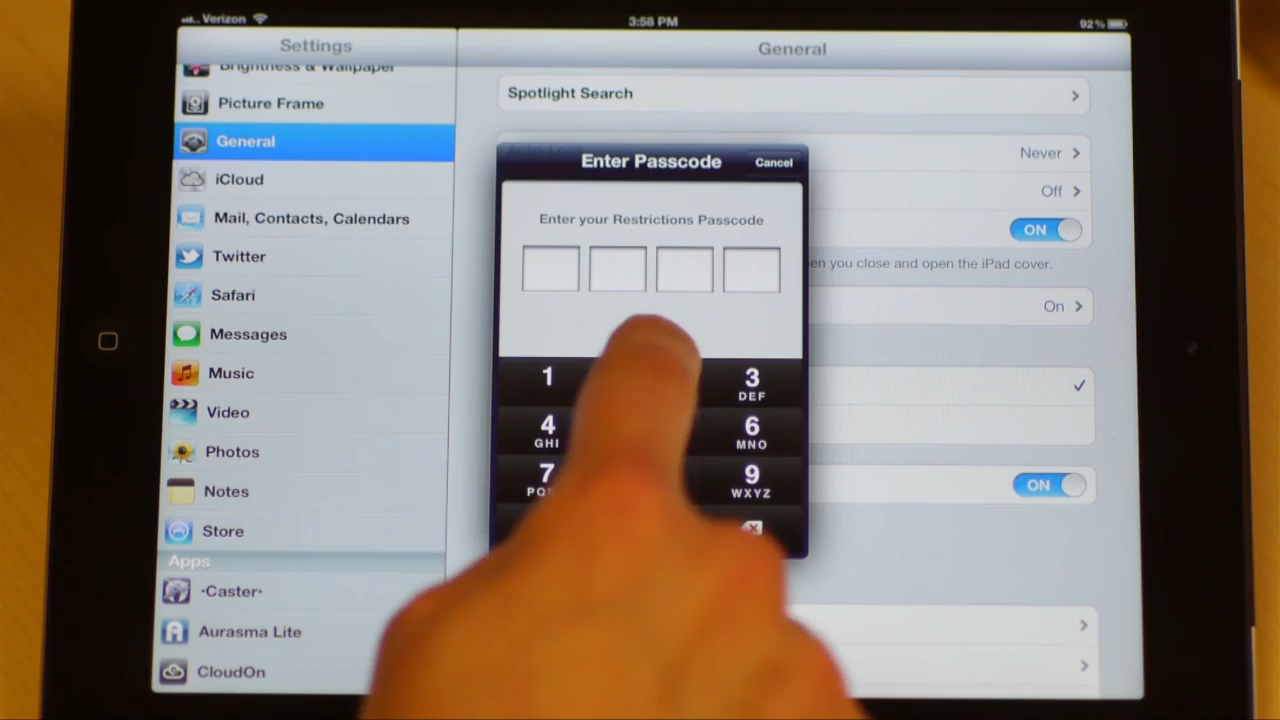 Verizon
3:58 PM
92%
Settings
General
Brightness & Wallpaper
Picture Frame
General
iCloud
Mail, Contacts, Calendars
Twitter
Safari
Messages
Music
Video
Photos
Notes
Store
Apps
·Caster·
Aurasma Lite
CloudOn
Spotlight Search
Never
Off
ON
you close and open the iPad cover.
On
ON
Enter Passcode
Cancel
Enter your Restrictions Passcode
1
3
DEF
4
6
GHI
MNO
7
9
WXYZ